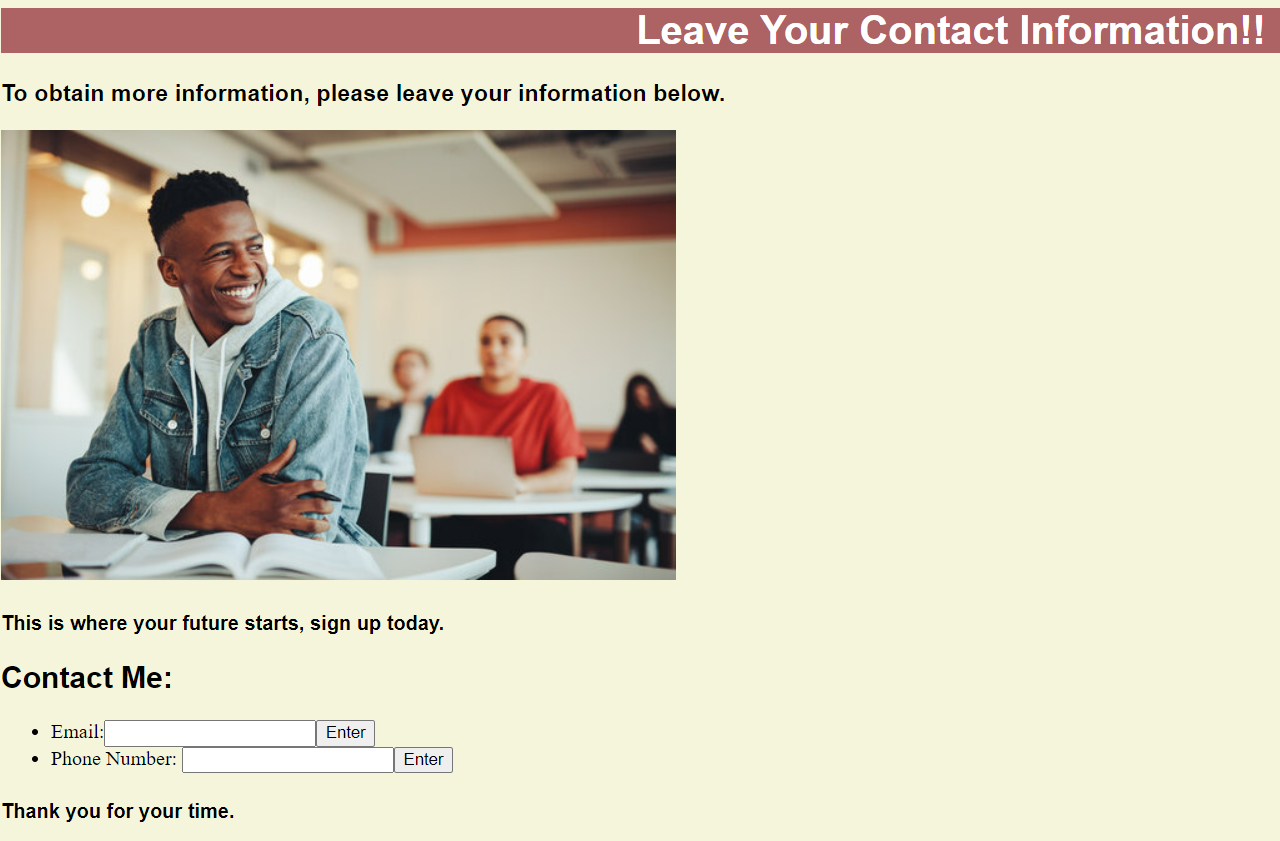 Leave Your Contact Information!!
To obtain more information, please leave your information below.
This is where your future starts, sign up today.
Contact Me:
Email: Enter
Phone Number: Enter
Thank you for your time.